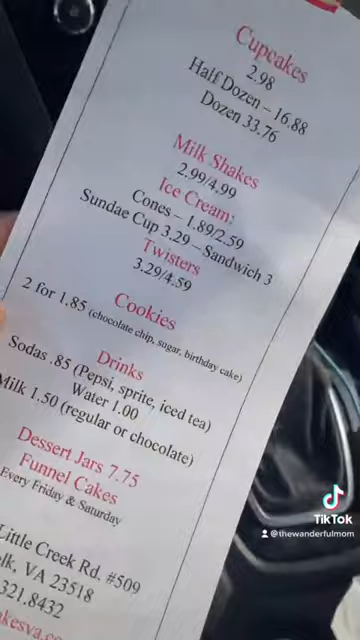 Cupcakes
2.98
Half Dozen – 16.88
Dozen 33.76
Milk Shakes
2.99/4.99
Ice Cream:
Cones – 1.89/2.59
Sundae Cup 3.29 – Sandwich 3
Twisters
3.29/4.59
Cookies
2 for 1.85 (chocolate chip, sugar, birthday cake)
Drinks
Sodas .85 (Pepsi, sprite, iced tea)
Water 1.00
Milk 1.50 (regular or chocolate)
Dessert Jars 7.75
Funnel Cakes
Every Friday & Saturday
Little Creek Rd. #509
lk, VA 23518
321.8432
kesva.co
TikTok
@thewanderfulmom